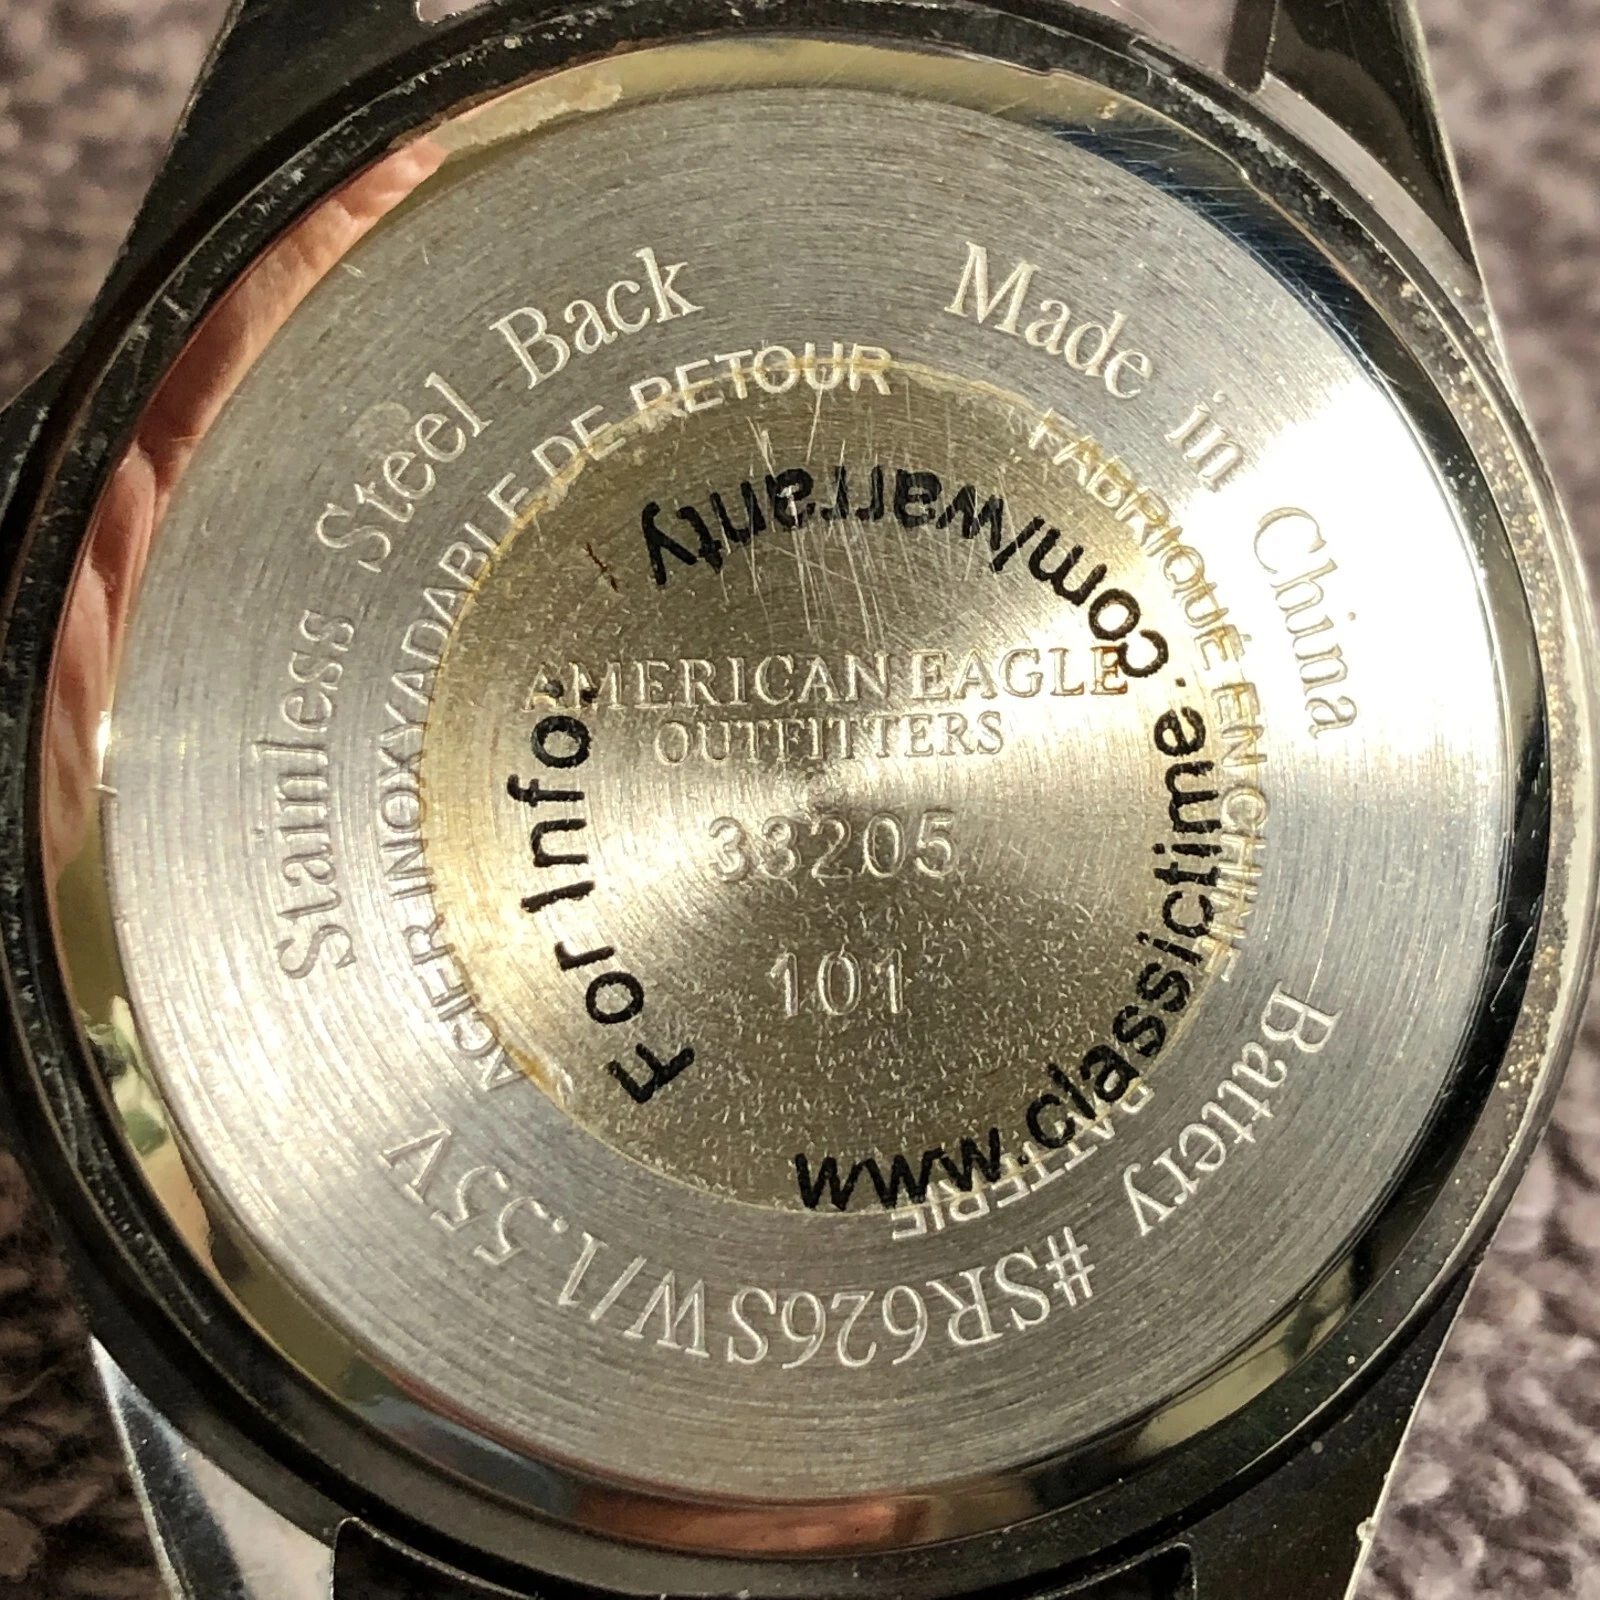 Stainless Steel Back
Made in China
Battery #SR626SW/1.55V
ACIER INOXYADABLE DE RETOUR
FABRIQUÉ EN CHINE
BATTERIE
For Info. www.classictime.com/warranty
AMERICAN EAGLE
OUTFITTERS
33205
101